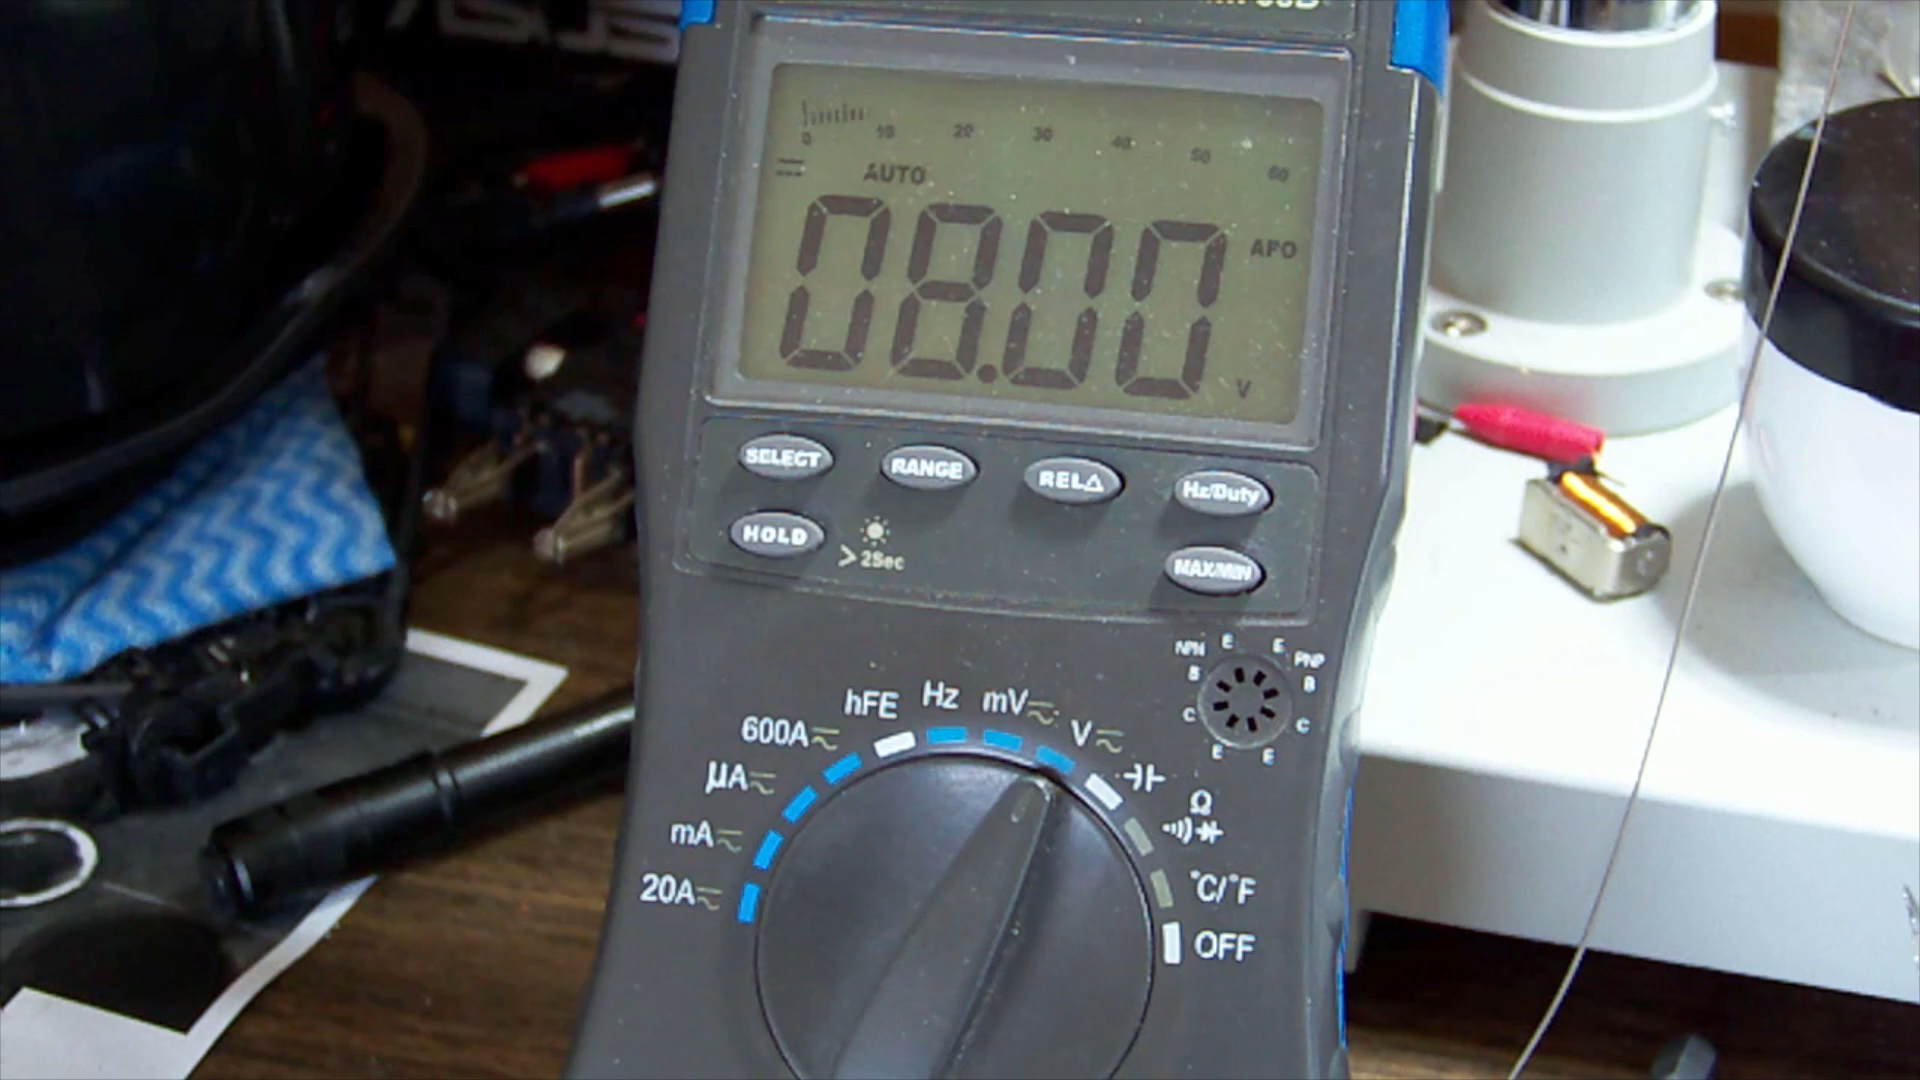 ASUS
0 10 20 30 40 50 60
AUTO
APO
08.00
V
SELECT RANGE REL△ Hz/Duty
HOLD >2Sec MAX/MIN
NPN E E PNP
B B
C C
E E
600A hFE Hz mV V
µA
mA Ω
20A °C/°F
OFF